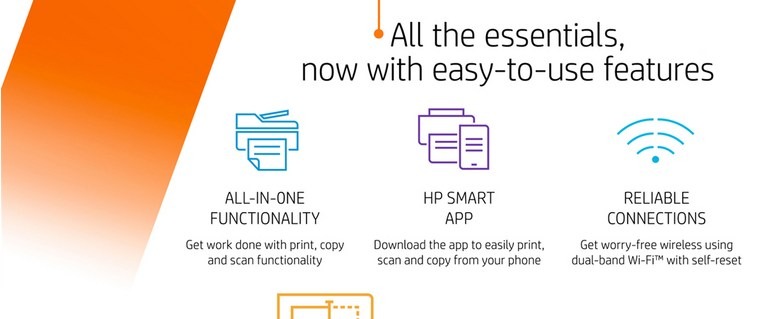 All the essentials,
now with easy-to-use features
ALL-IN-ONE
FUNCTIONALITY
Get work done with print, copy
and scan functionality
HP SMART
APP
Download the app to easily print,
scan and copy from your phone
RELIABLE
CONNECTIONS
Get worry-free wireless using
dual-band Wi-Fi™ with self-reset